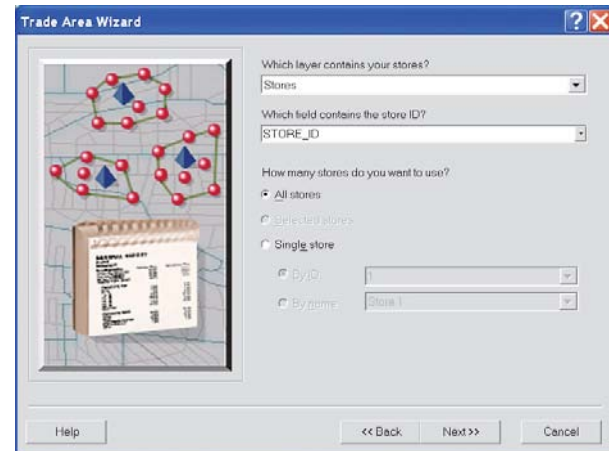 Trade Area Wizard
Which layer contains your stores?
Stores
Which field contains the store ID?
STORE_ID
How many stores do you want to use?
All stores
Selected stores
Single store
By ID:
1
By name:
Store 1
Help
<< Back
Next >>
Cancel